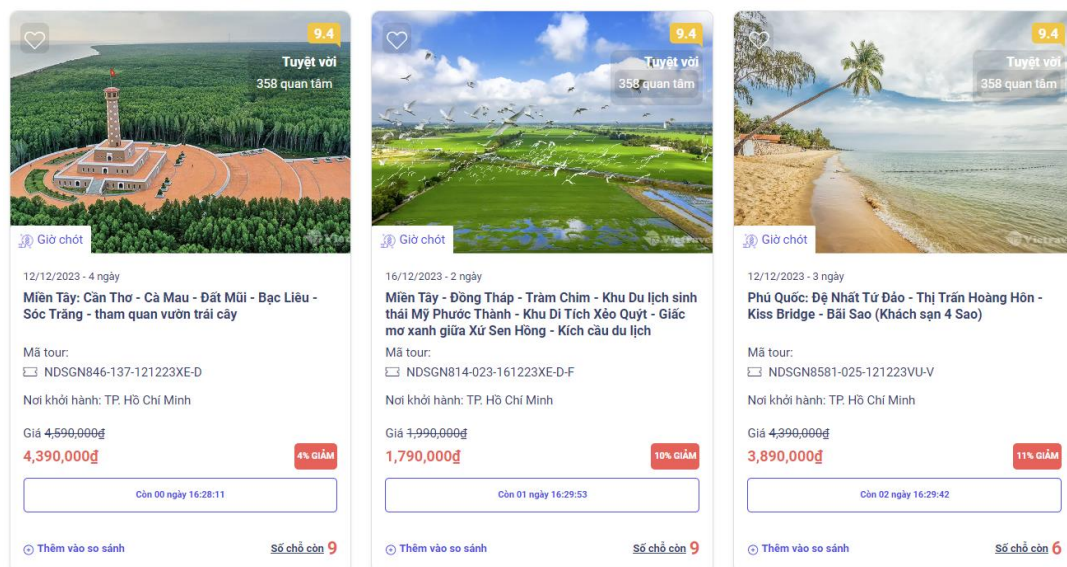 9.4
Tuyệt vời
358 quan tâm
Giờ chót
12/12/2023 - 4 ngày
Miền Tây: Cần Thơ - Cà Mau - Đất Mũi - Bạc Liêu -
Sóc Trăng - tham quan vườn trái cây
Mã tour:
NDSGN846-137-121223XE-D
Nơi khởi hành: TP. Hồ Chí Minh
Giá 4,590,000₫
4,390,000₫
4% GIẢM
Còn 00 ngày 16:28:11
Thêm vào so sánh
Số chỗ còn 9
9.4
Tuyệt vời
358 quan tâm
Giờ chót
16/12/2023 - 2 ngày
Miền Tây - Đồng Tháp - Tràm Chim - Khu Du lịch sinh
thái Mỹ Phước Thành - Khu Di Tích Xẻo Quýt - Giấc
mơ xanh giữa Xứ Sen Hồng - Kích cầu du lịch
Mã tour:
NDSGN814-023-161223XE-D-F
Nơi khởi hành: TP. Hồ Chí Minh
Giá 1,990,000₫
1,790,000₫
10% GIẢM
Còn 01 ngày 16:29:53
Thêm vào so sánh
Số chỗ còn 9
9.4
Tuyệt vời
358 quan tâm
Giờ chót
12/12/2023 - 3 ngày
Phú Quốc: Đệ Nhất Tứ Đảo - Thị Trấn Hoàng Hôn -
Kiss Bridge - Bãi Sao (Khách sạn 4 Sao)
Mã tour:
NDSGN8581-025-121223VU-V
Nơi khởi hành: TP. Hồ Chí Minh
Giá 4,390,000₫
3,890,000₫
11% GIẢM
Còn 02 ngày 16:29:42
Thêm vào so sánh
Số chỗ còn 6